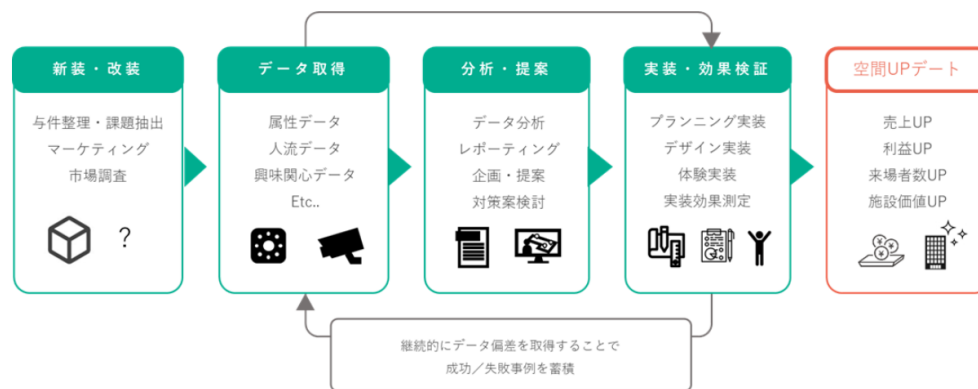 新装・改装
与件整理・課題抽出
マーケティング
市場調査
?
データ取得
属性データ
人流データ
興味関心データ
Etc..
分析・提案
データ分析
レポーティング
企画・提案
対策案検討
実装・効果検証
プランニング実装
デザイン実装
体験実装
実装効果測定
空間UPデート
売上UP
利益UP
来場者数UP
施設価値UP
継続的にデータ偏差を取得することで
成功／失敗事例を蓄積